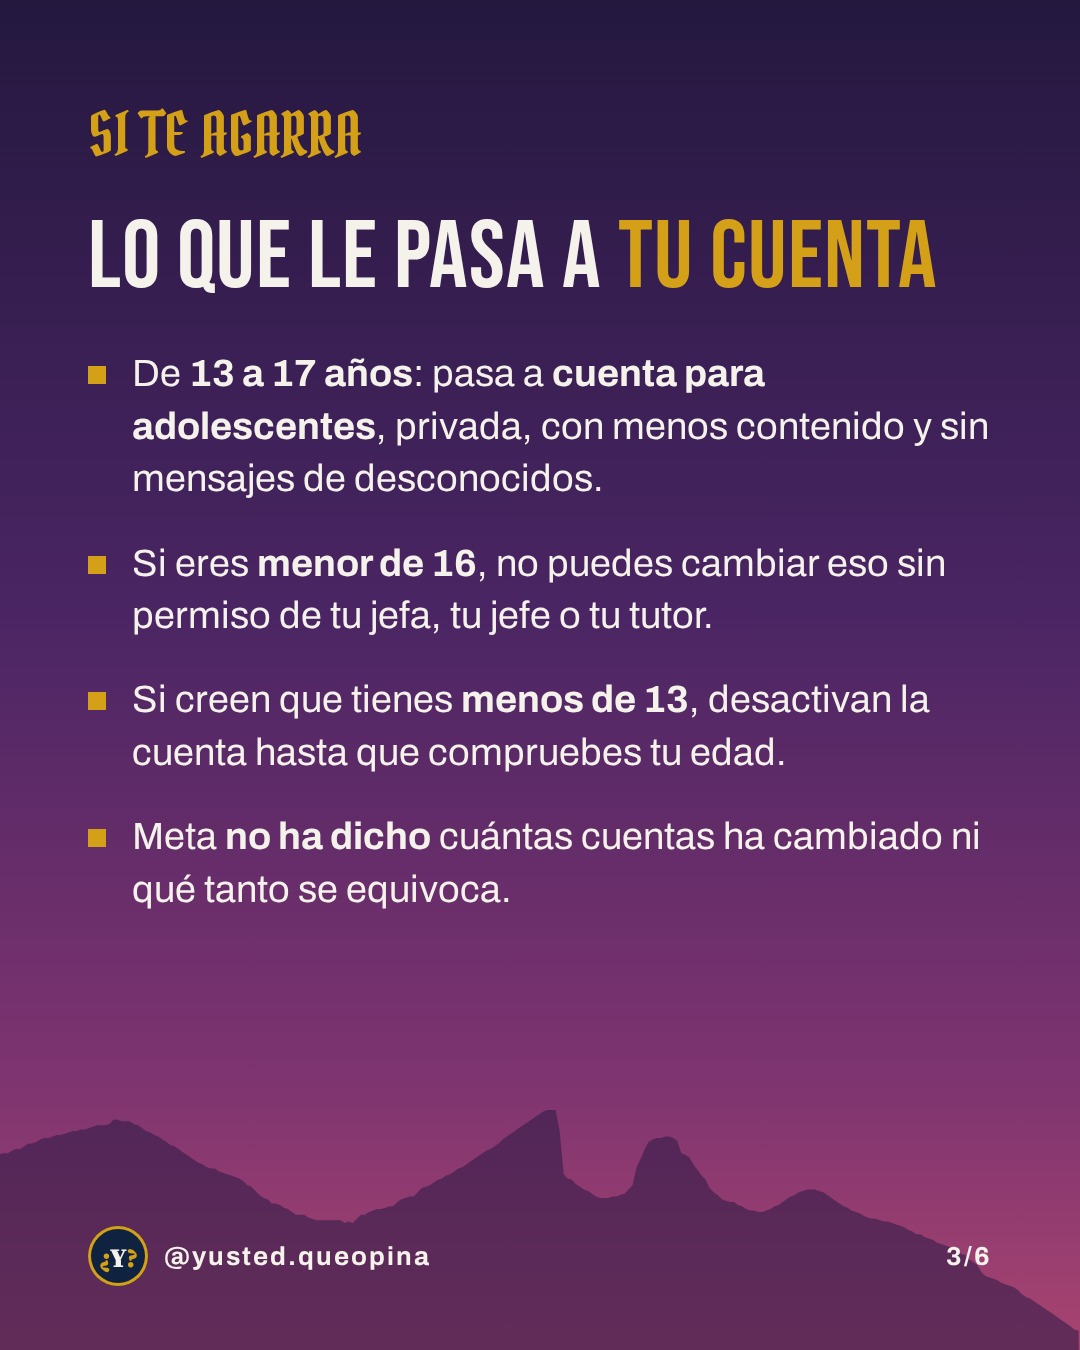 SI TE AGARRA
LO QUE LE PASA A TU CUENTA
De 13 a 17 años: pasa a cuenta para
adolescentes, privada, con menos contenido y sin
mensajes de desconocidos.
Si eres menor de 16, no puedes cambiar eso sin
permiso de tu jefa, tu jefe o tu tutor.
Si creen que tienes menos de 13, desactivan la
cuenta hasta que compruebes tu edad.
Meta no ha dicho cuántas cuentas ha cambiado ni
qué tanto se equivoca.
¿Y?
@yusted.queopina
3/6